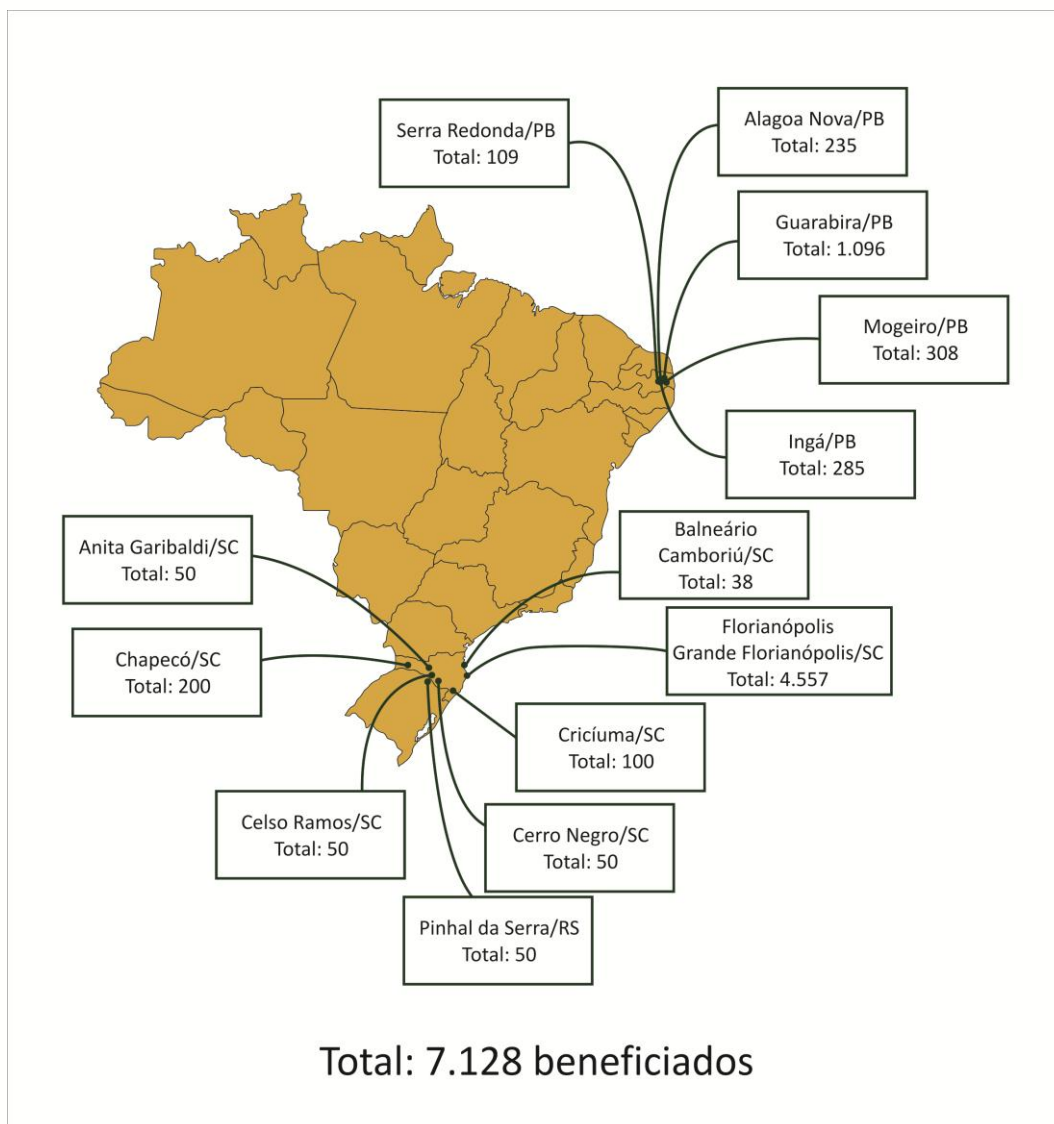 Serra Redonda/PB
Total: 109
Alagoa Nova/PB
Total: 235
Guarabira/PB
Total: 1.096
Mogeiro/PB
Total: 308
Ingá/PB
Total: 285
Anita Garibaldi/SC
Total: 50
Balneário
Camboriú/SC
Total: 38
Chapecó/SC
Total: 200
Florianópolis
Grande Florianópolis/SC
Total: 4.557
Cricíuma/SC
Total: 100
Celso Ramos/SC
Total: 50
Cerro Negro/SC
Total: 50
Pinhal da Serra/RS
Total: 50
Total: 7.128 beneficiados